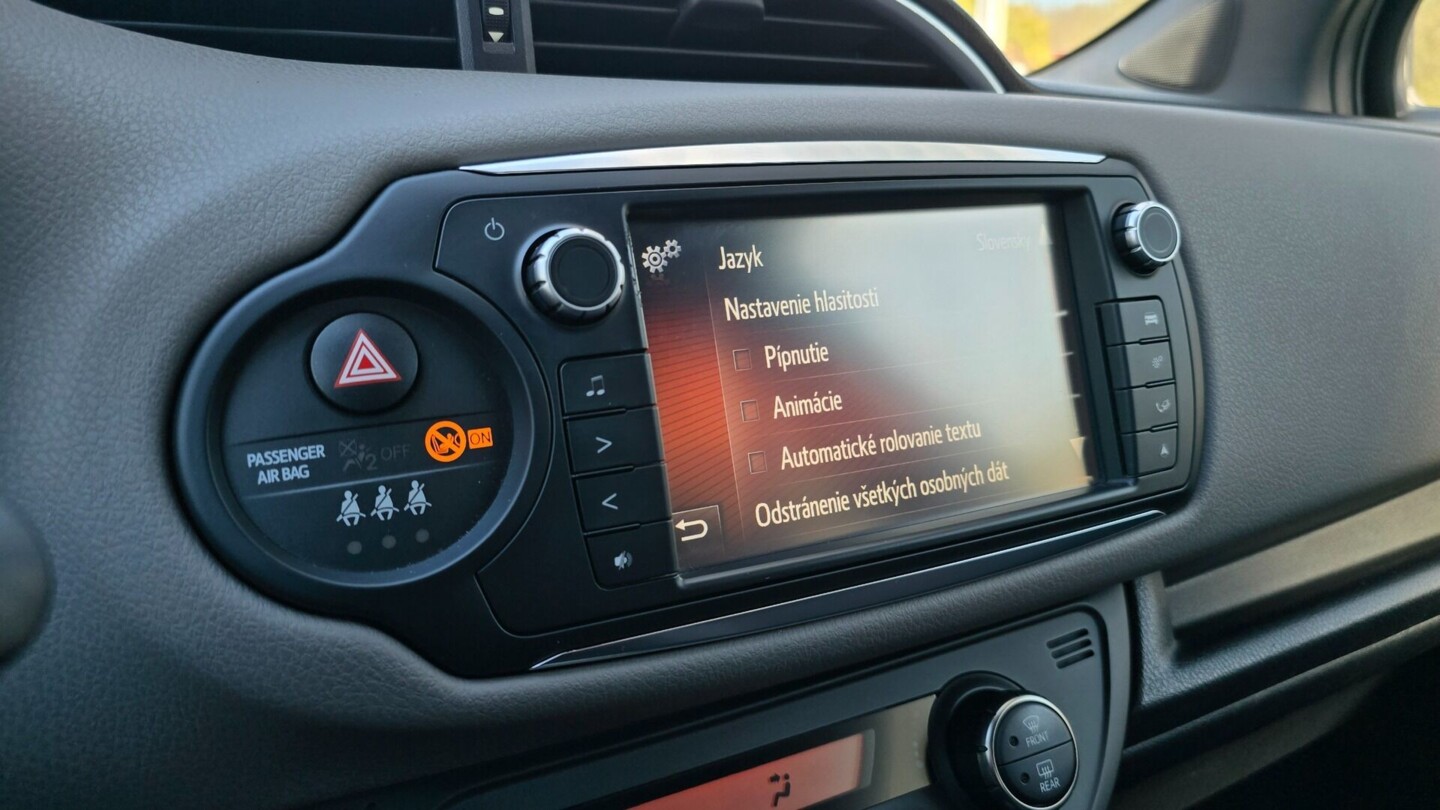 Jazyk Slovensky
Nastavenie hlasitosti
Pípnutie
Animácie
Automatické rolovanie textu
Odstránenie všetkých osobných dát
PASSENGER
AIR BAG
2 OFF
ON
FRONT
REAR